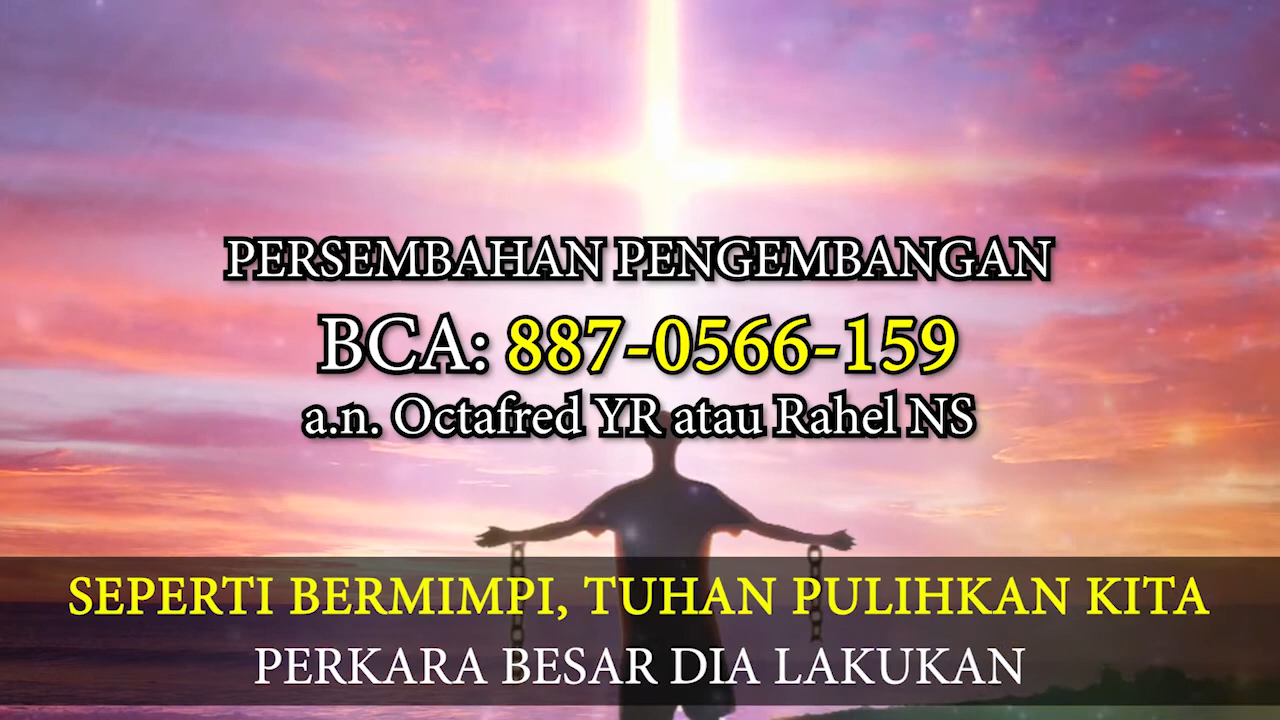 PERSEMBAHAN PENGEMBANGAN
BCA: 887-0566-159
a.n. Octafred YR atau Rahel NS
SEPERTI BERMIMPI, TUHAN PULIHKAN KITA
PERKARA BESAR DIA LAKUKAN